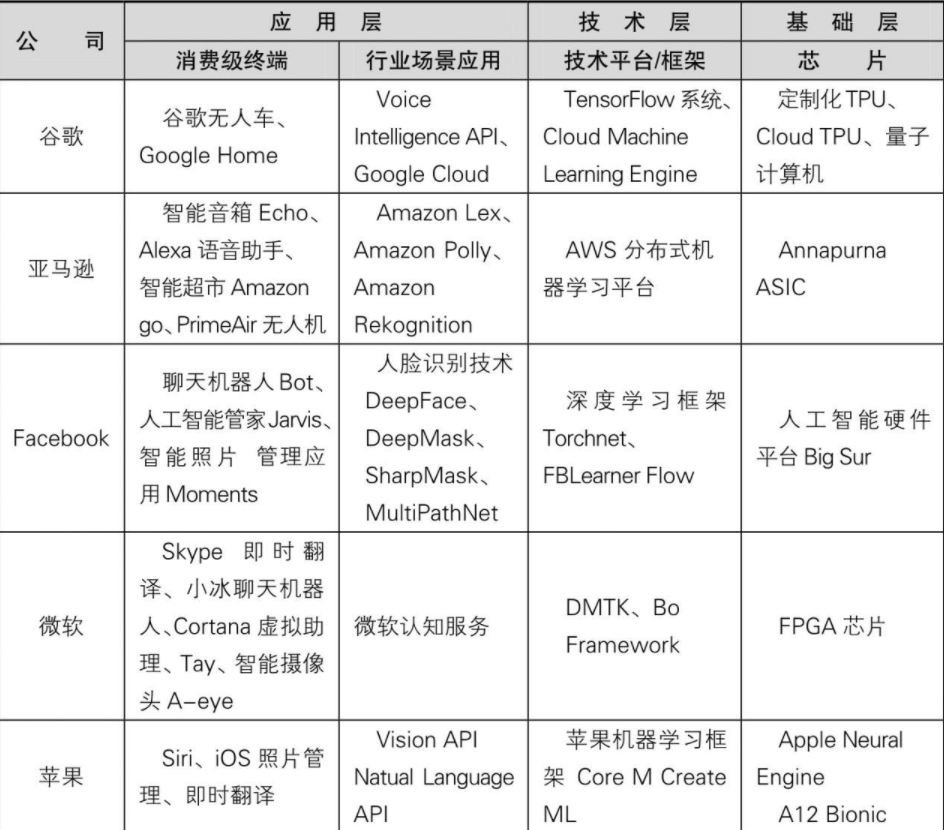 公 司
应 用 层
技 术 层
基 础 层
消费级终端
行业场景应用
技术平台/框架
芯 片
谷歌
谷歌无人车、
Google Home
Voice
Intelligence API、
Google Cloud
TensorFlow 系统、
Cloud Machine
Learning Engine
定制化 TPU、
Cloud TPU、量子
计算机
亚马逊
智能音箱 Echo、
Alexa 语音助手、
智能超市 Amazon
go、PrimeAir 无人机
Amazon Lex、
Amazon Polly、
Amazon
Rekognition
AWS 分布式机
器学习平台
Annapurna
ASIC
Facebook
聊天机器人 Bot、
人工智能管家 Jarvis、
智能照片 管理应
用 Moments
人脸识别技术
DeepFace、
DeepMask、
SharpMask、
MultiPathNet
深度学习框架
Torchnet、
FBLearner Flow
人工智能硬件
平台 Big Sur
微软
Skype 即时翻
译、小冰聊天机器
人、Cortana 虚拟助
理、Tay、智能摄像
头 A-eye
微软认知服务
DMTK、Bo
Framework
FPGA 芯片
苹果
Siri、iOS 照片管
理、即时翻译
Vision API
Natual Language
API
苹果机器学习框
架 Core M Create
ML
Apple Neural
Engine
A12 Bionic